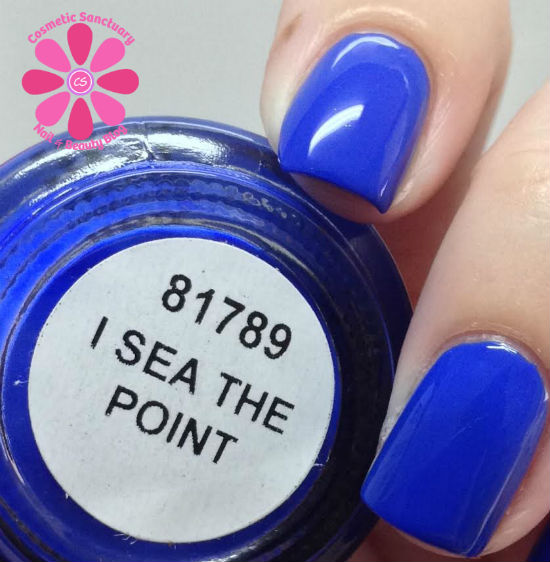 Cosmetic Sanctuary
CS
Nail & Beauty Blog
81789
I SEA THE
POINT